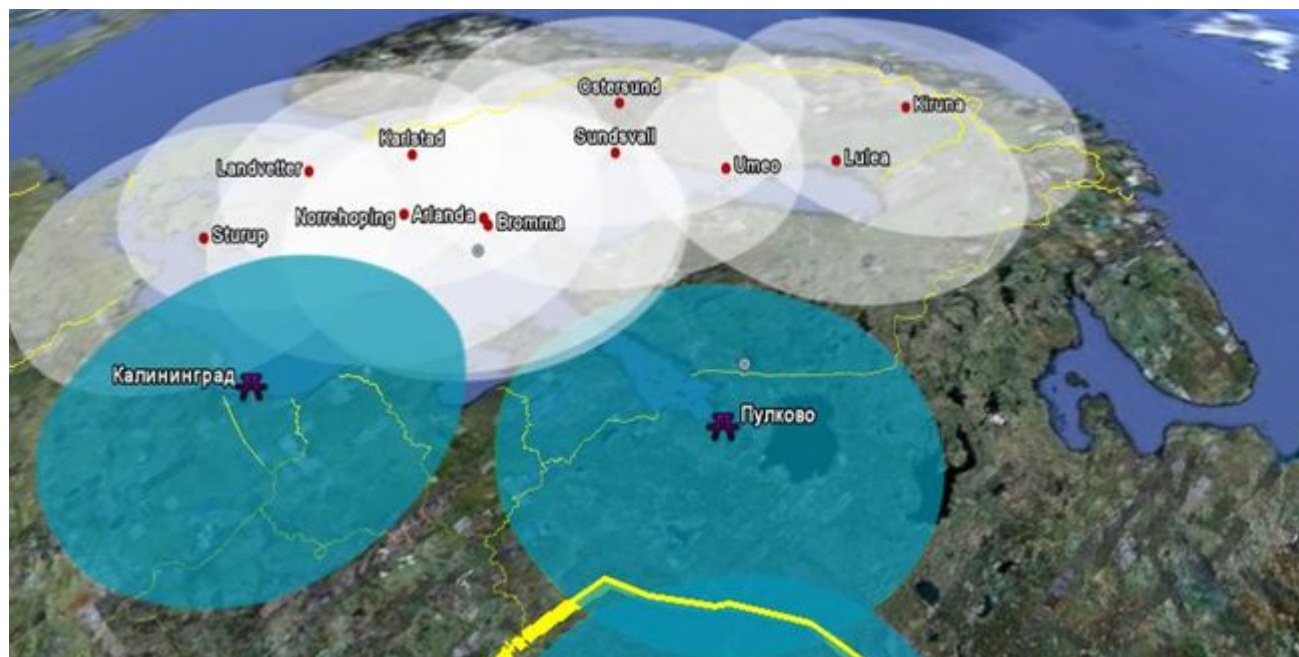 Ostersund
Kiruna
Karlstad
Sundsvall
Landvetter
Umeo
Lulea
Norrchoping
Arlanda
Bromma
Sturup
Калининград
Пулково